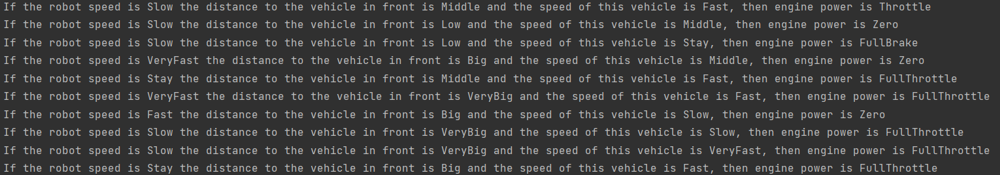 If the robot speed is Slow the distance to the vehicle in front is Middle and the speed of this vehicle is Fast, then engine power is Throttle
If the robot speed is Slow the distance to the vehicle in front is Low and the speed of this vehicle is Middle, then engine power is Zero
If the robot speed is Slow the distance to the vehicle in front is Low and the speed of this vehicle is Stay, then engine power is FullBrake
If the robot speed is VeryFast the distance to the vehicle in front is Big and the speed of this vehicle is Middle, then engine power is Zero
If the robot speed is Stay the distance to the vehicle in front is Middle and the speed of this vehicle is Fast, then engine power is FullThrottle
If the robot speed is VeryFast the distance to the vehicle in front is VeryBig and the speed of this vehicle is Fast, then engine power is FullThrottle
If the robot speed is Fast the distance to the vehicle in front is Big and the speed of this vehicle is Slow, then engine power is Zero
If the robot speed is Slow the distance to the vehicle in front is VeryBig and the speed of this vehicle is Slow, then engine power is FullThrottle
If the robot speed is Slow the distance to the vehicle in front is VeryBig and the speed of this vehicle is VeryFast, then engine power is FullThrottle
If the robot speed is Stay the distance to the vehicle in front is Big and the speed of this vehicle is Fast, then engine power is FullThrottle